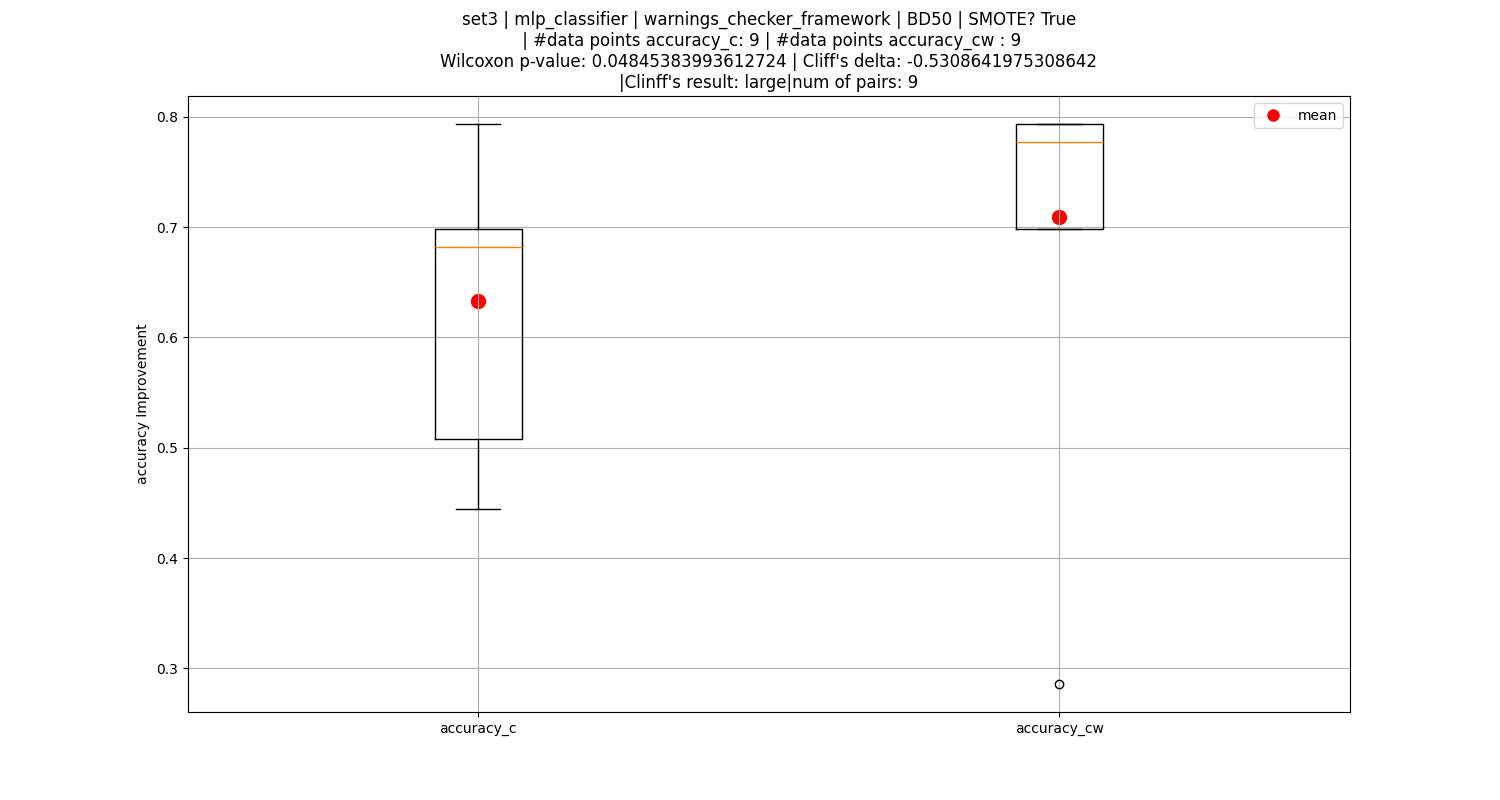 set3 | mlp_classifier | warnings_checker_framework | BD50 | SMOTE? True
| #data points accuracy_c: 9 | #data points accuracy_cw : 9
Wilcoxon p-value: 0.04845383993612724 | Cliff's delta: -0.5308641975308642
|Clinff's result: large|num of pairs: 9
mean
0.8
0.7
0.6
0.5
0.4
0.3
accuracy Improvement
accuracy_c
accuracy_cw